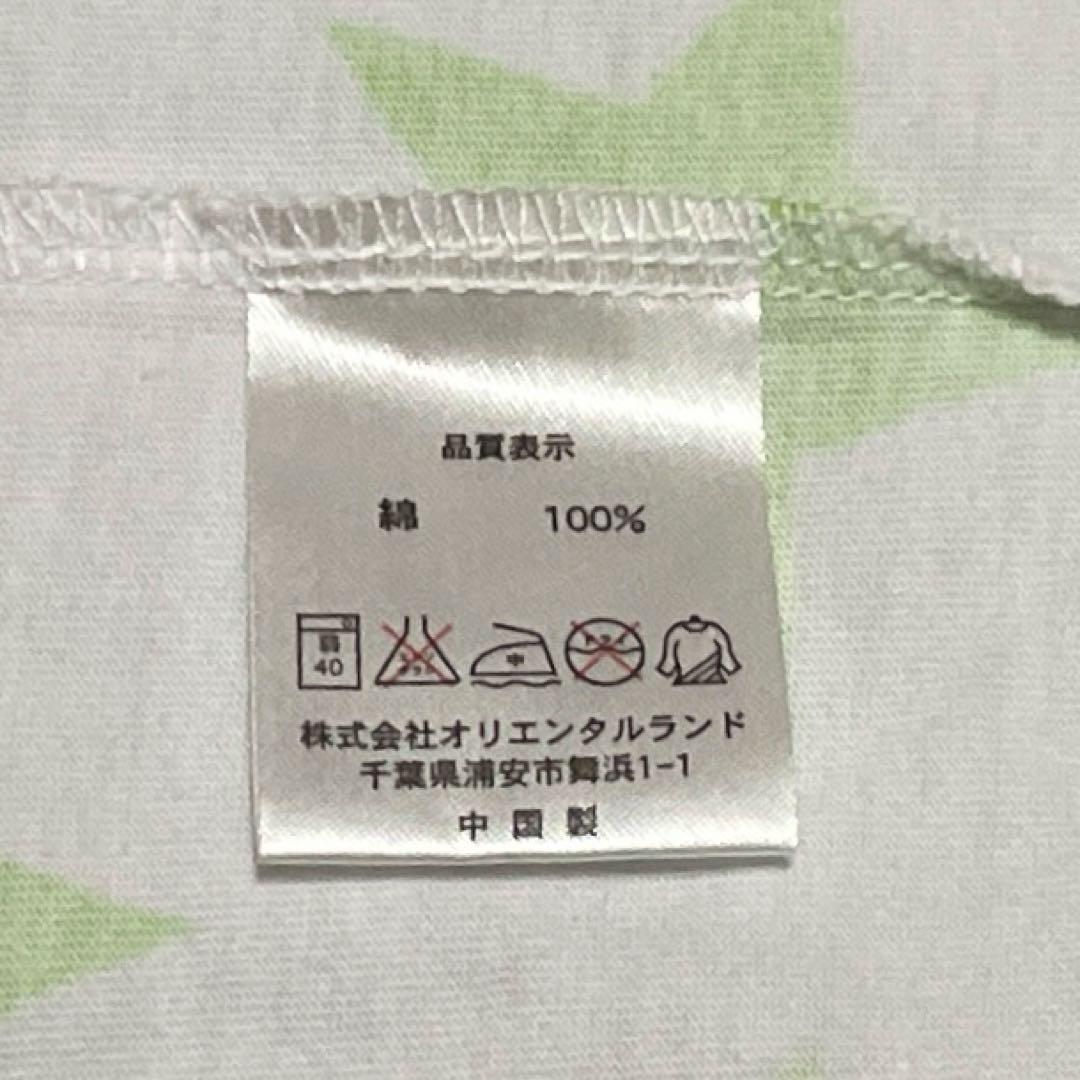 品質表示
綿 100%
40
中
株式会社オリエンタルランド
千葉県浦安市舞浜1-1
中国製